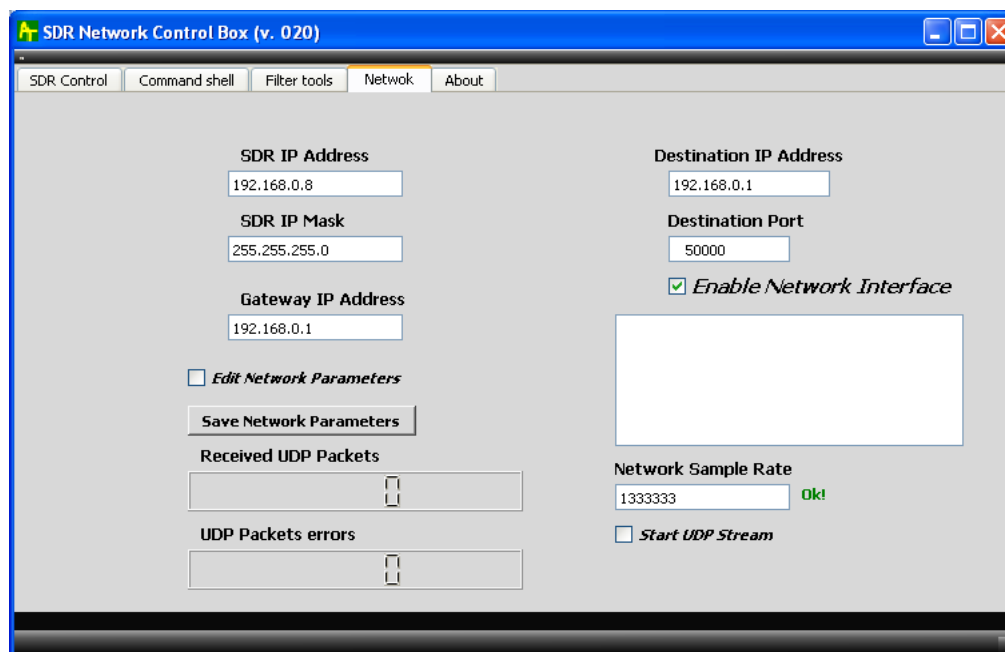 SDR Network Control Box (v. 020)
SDR Control
Command shell
Filter tools
Netwok
About
SDR IP Address
192.168.0.8
SDR IP Mask
255.255.255.0
Gateway IP Address
192.168.0.1
Edit Network Parameters
Save Network Parameters
Received UDP Packets
0
UDP Packets errors
0
Destination IP Address
192.168.0.1
Destination Port
50000
Enable Network Interface
Network Sample Rate
1333333
Ok!
Start UDP Stream